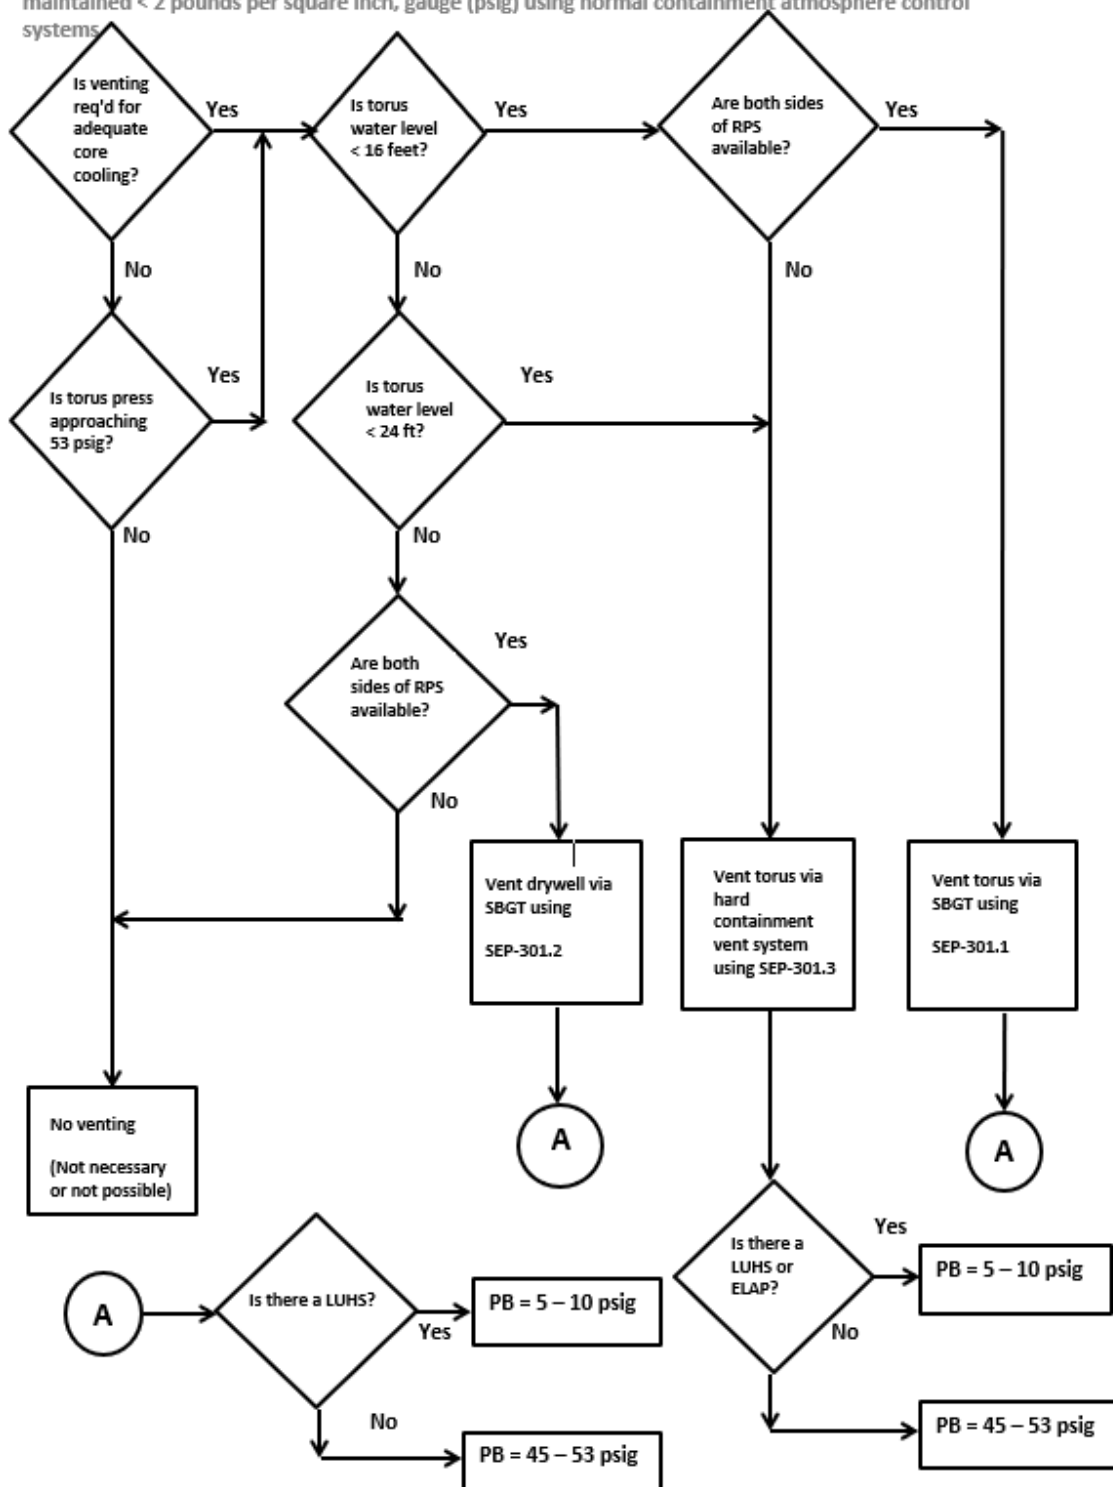 maintained < 2 pounds per square inch, gauge (psig) using normal containment atmosphere control
systems
Is venting
req'd for
adequate
core
cooling?
Yes
Is torus
water level
< 16 feet?
Yes
Are both sides
of RPS
available?
Yes
No
No
No
Is torus press
approaching
53 psig?
Yes
Is torus
water level
< 24 ft?
Yes
No
No
Are both
sides of RPS
available?
Yes
No
Vent drywell via
SBGT using
SEP-301.2
Vent torus via
hard
containment
vent system
using SEP-301.3
Vent torus via
SBGT using
SEP-301.1
No venting
(Not necessary
or not possible)
A
A
Is there a
LUHS or
ELAP?
Yes
PB = 5 – 10 psig
No
PB = 45 – 53 psig
A
Is there a LUHS?
Yes
PB = 5 – 10 psig
No
PB = 45 – 53 psig